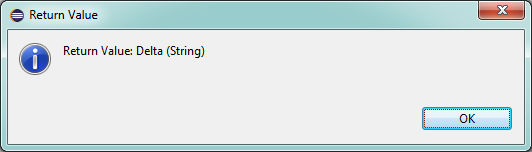 Return Value
Return Value: Delta (String)
OK